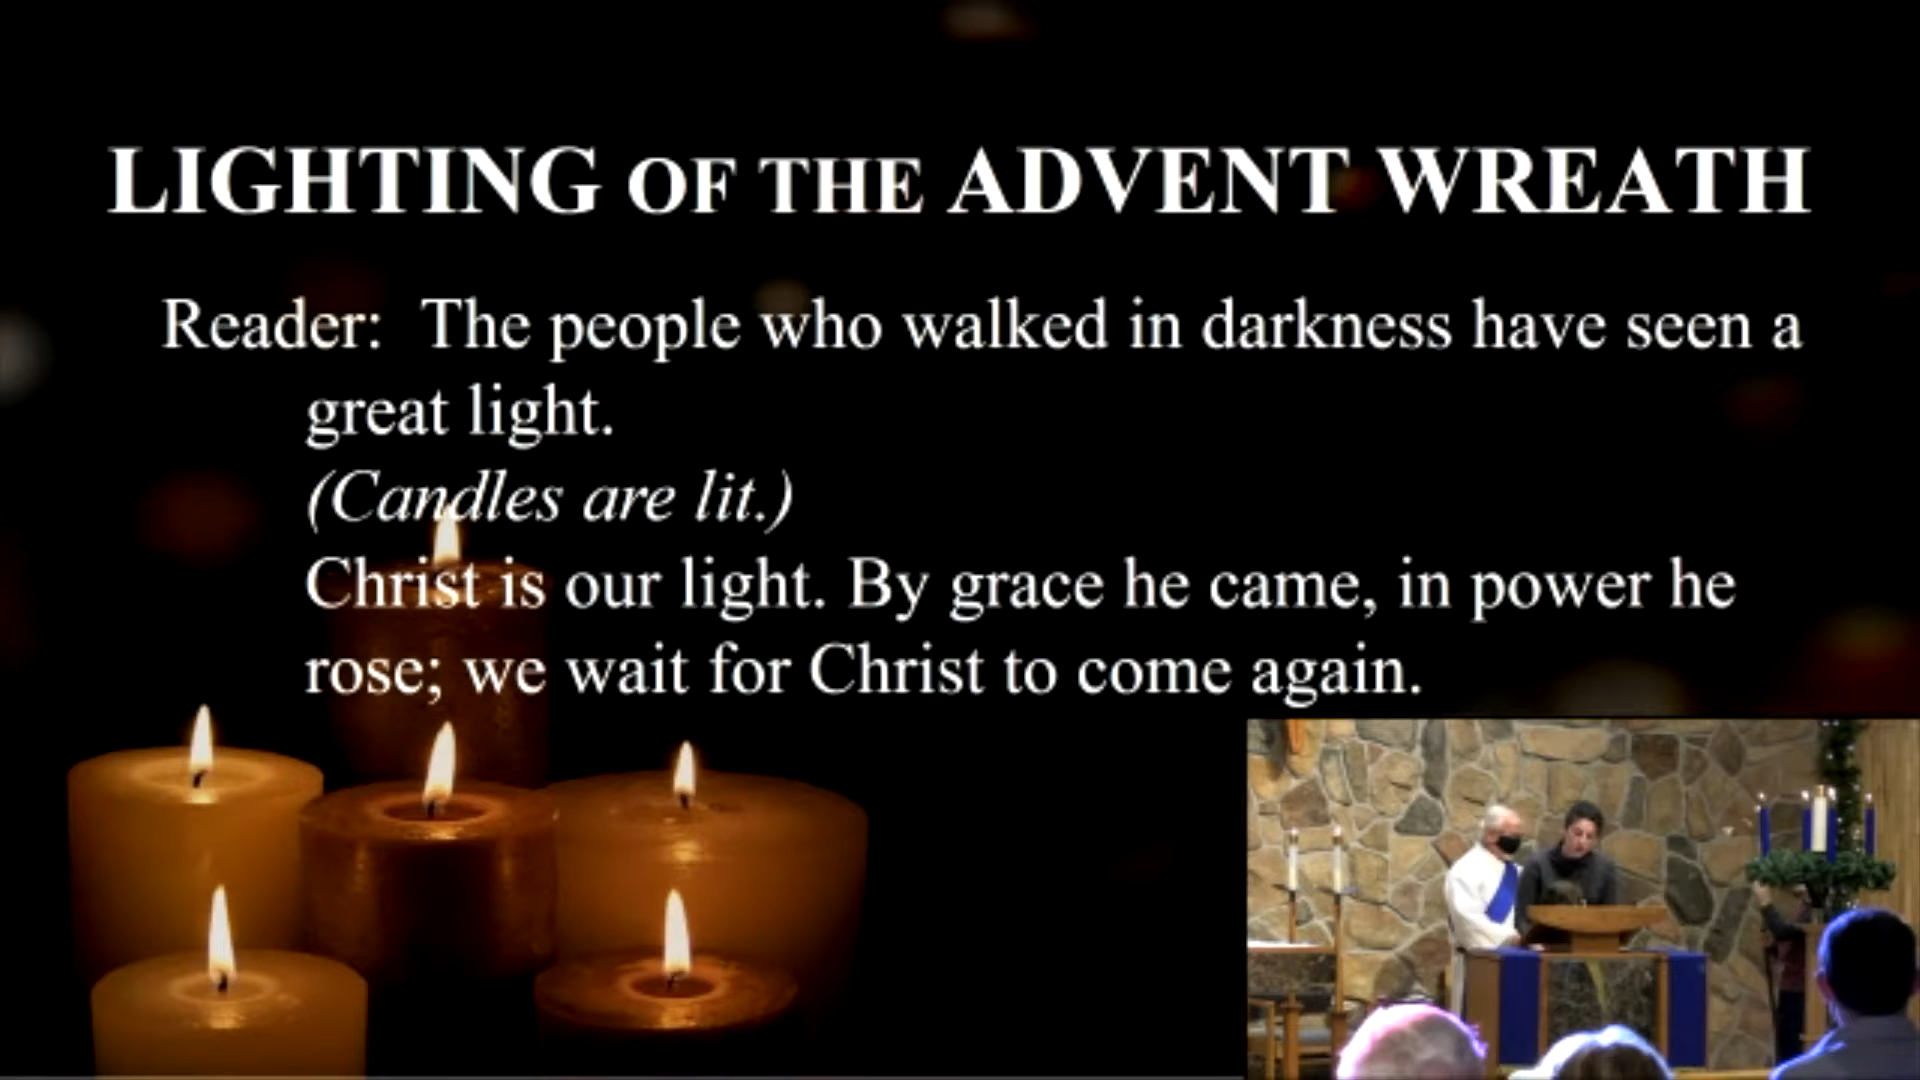 LIGHTING OF THE ADVENT WREATH
Reader: The people who walked in darkness have seen a
great light.
(Candles are lit.)
Christ is our light. By grace he came, in power he
rose; we wait for Christ to come again.